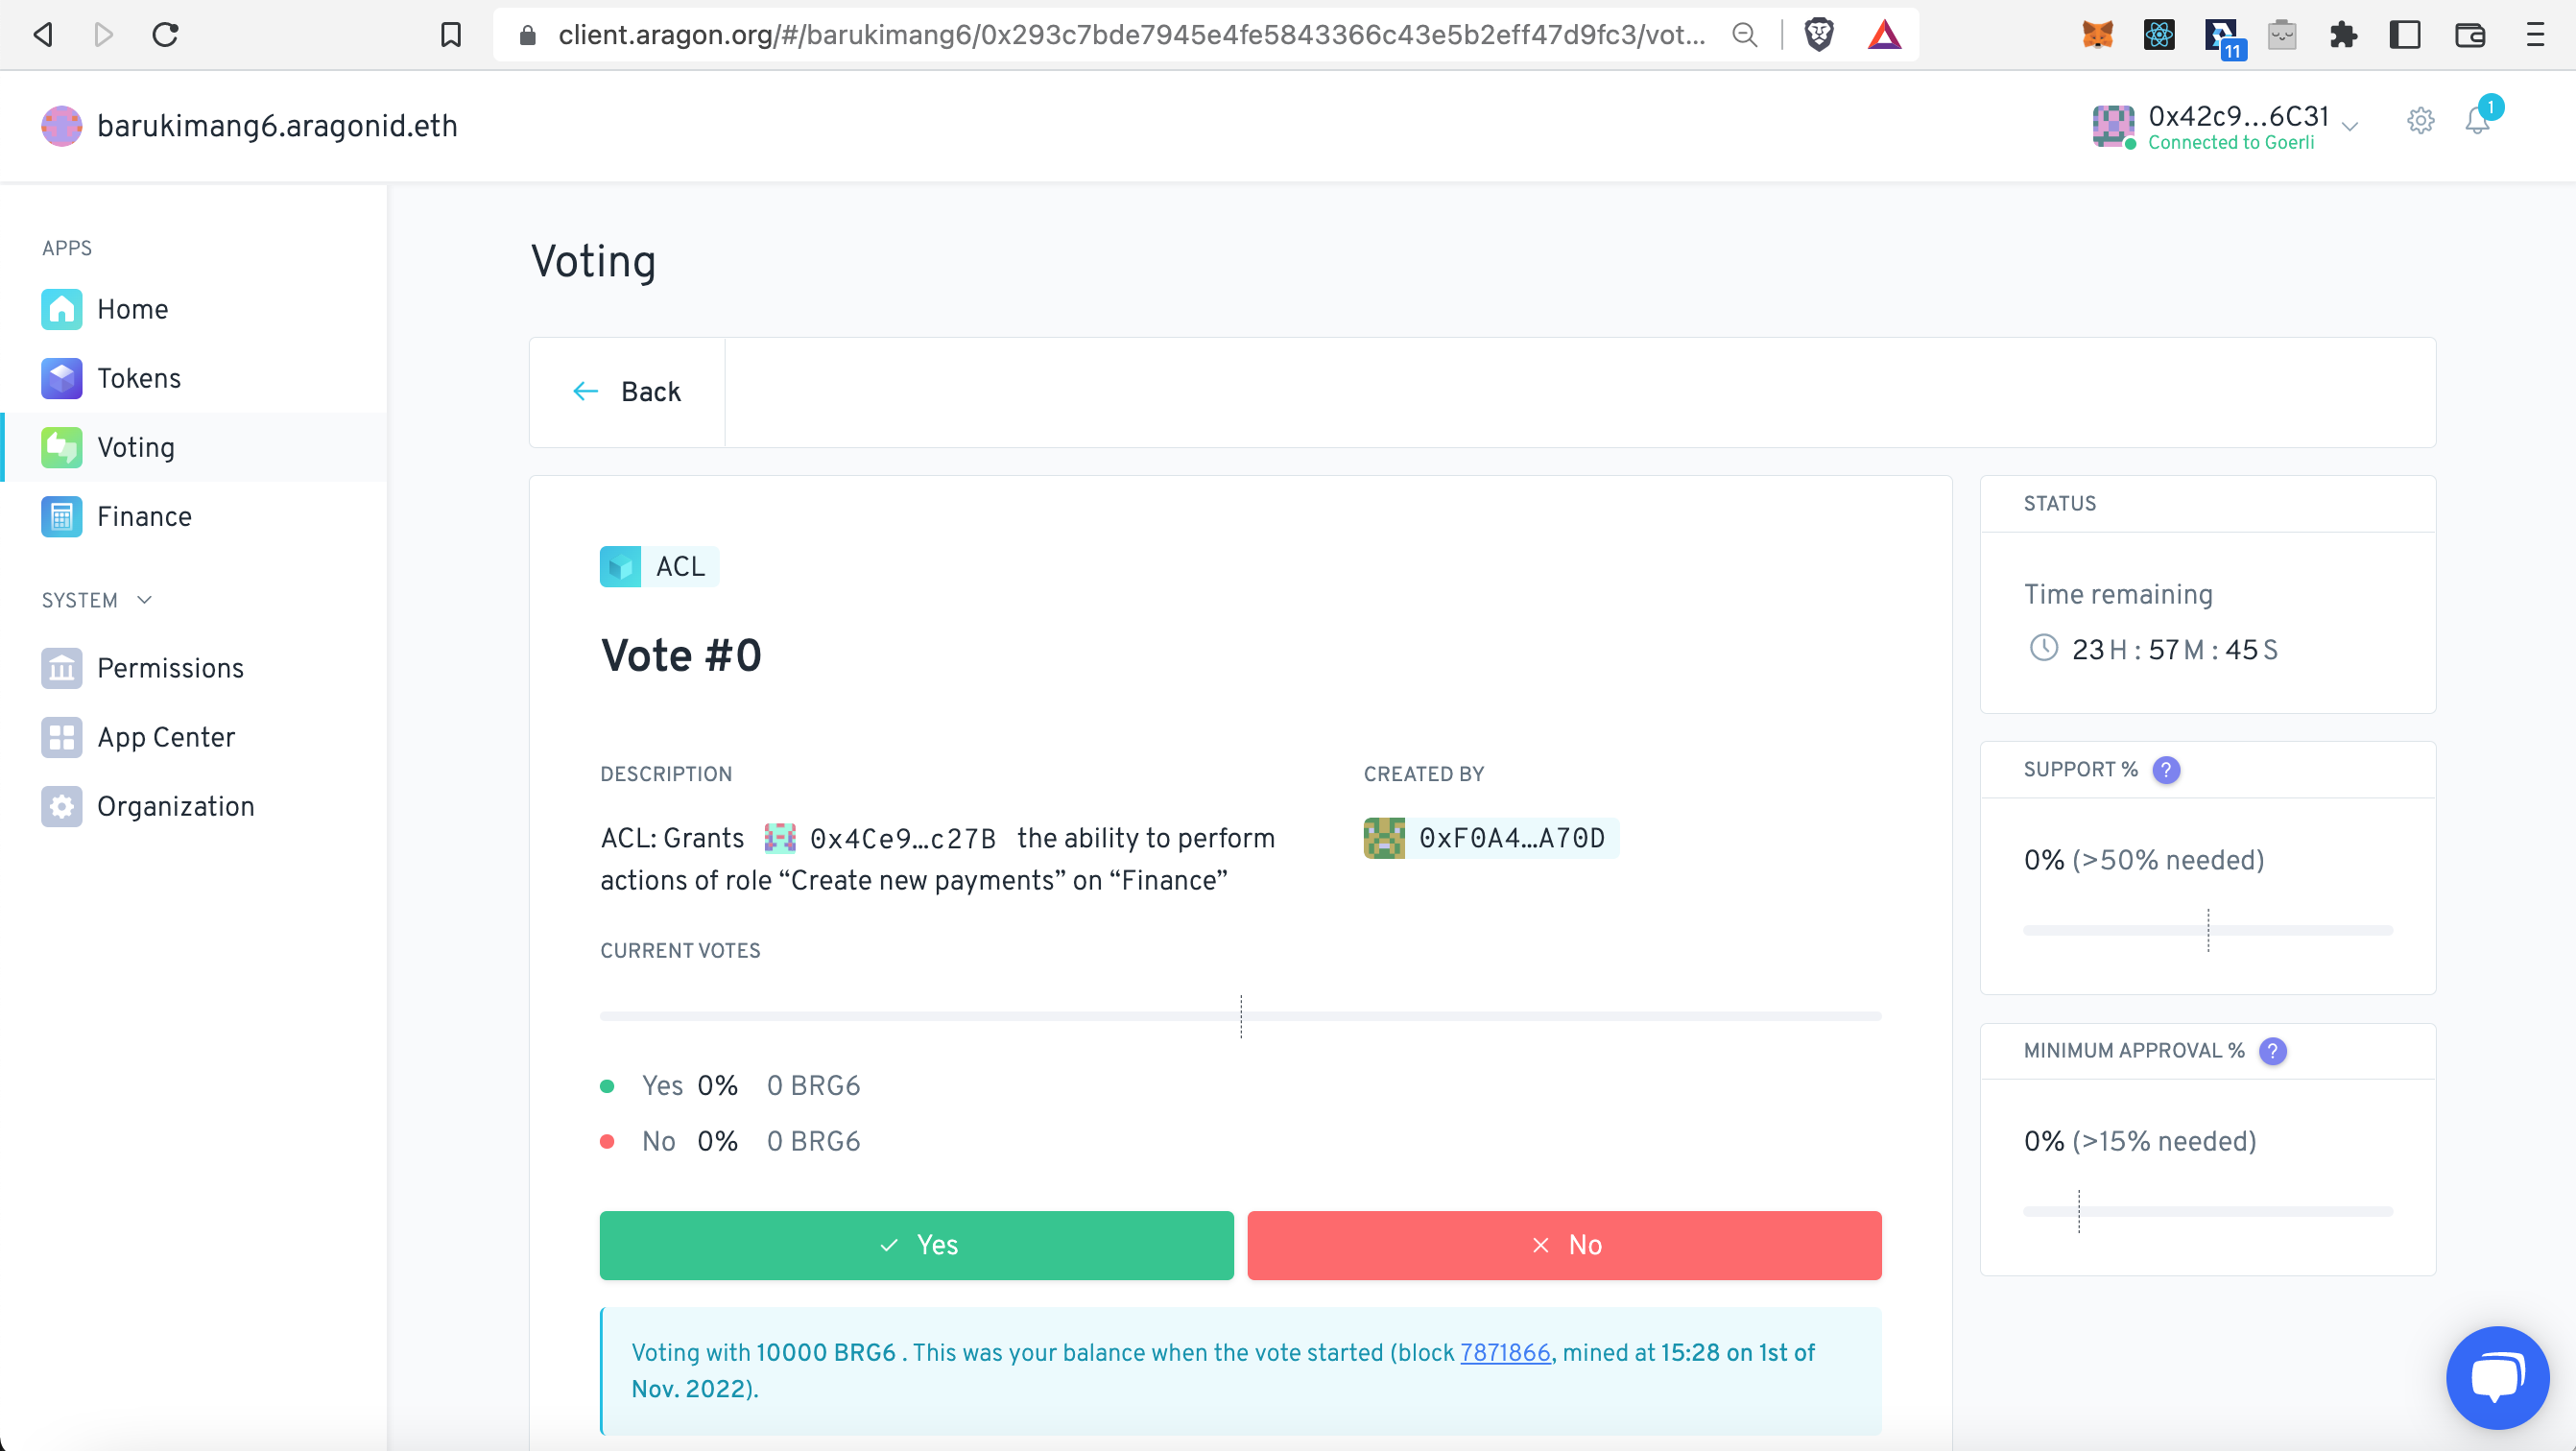 client.aragon.org/#/barukimang6/0x293c7bde7945e4fe5843366c43e5b2eff47d9fc3/vot...
11
barukimang6.aragonid.eth
0x42c9...6C31
Connected to Goerli
1
APPS
Home
Tokens
Voting
Finance
SYSTEM
Permissions
App Center
Organization
Voting
Back
ACL
Vote #0
DESCRIPTION
ACL: Grants 0x4Ce9…c27B the ability to perform
actions of role “Create new payments” on “Finance”
CREATED BY
0xF0A4…A70D
CURRENT VOTES
Yes 0% 0 BRG6
No 0% 0 BRG6
Yes
No
Voting with 10000 BRG6 . This was your balance when the vote started (block 7871866, mined at 15:28 on 1st of
Nov. 2022).
STATUS
Time remaining
23 H : 57 M : 45 S
SUPPORT % ?
0% (>50% needed)
MINIMUM APPROVAL % ?
0% (>15% needed)